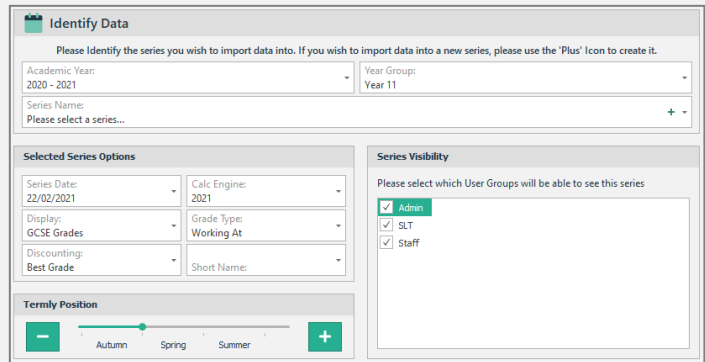 Identify Data
Please Identify the series you wish to import data into. If you wish to import data into a new series, please use the 'Plus' Icon to create it.
Academic Year:
2020 - 2021
Year Group:
Year 11
Series Name:
Please select a series...
+
Selected Series Options
Series Date:
22/02/2021
Calc Engine:
2021
Display:
GCSE Grades
Grade Type:
Working At
Discounting:
Best Grade
Short Name:
Termly Position
Autumn Spring Summer
Series Visibility
Please select which User Groups will be able to see this series
Admin
SLT
Staff